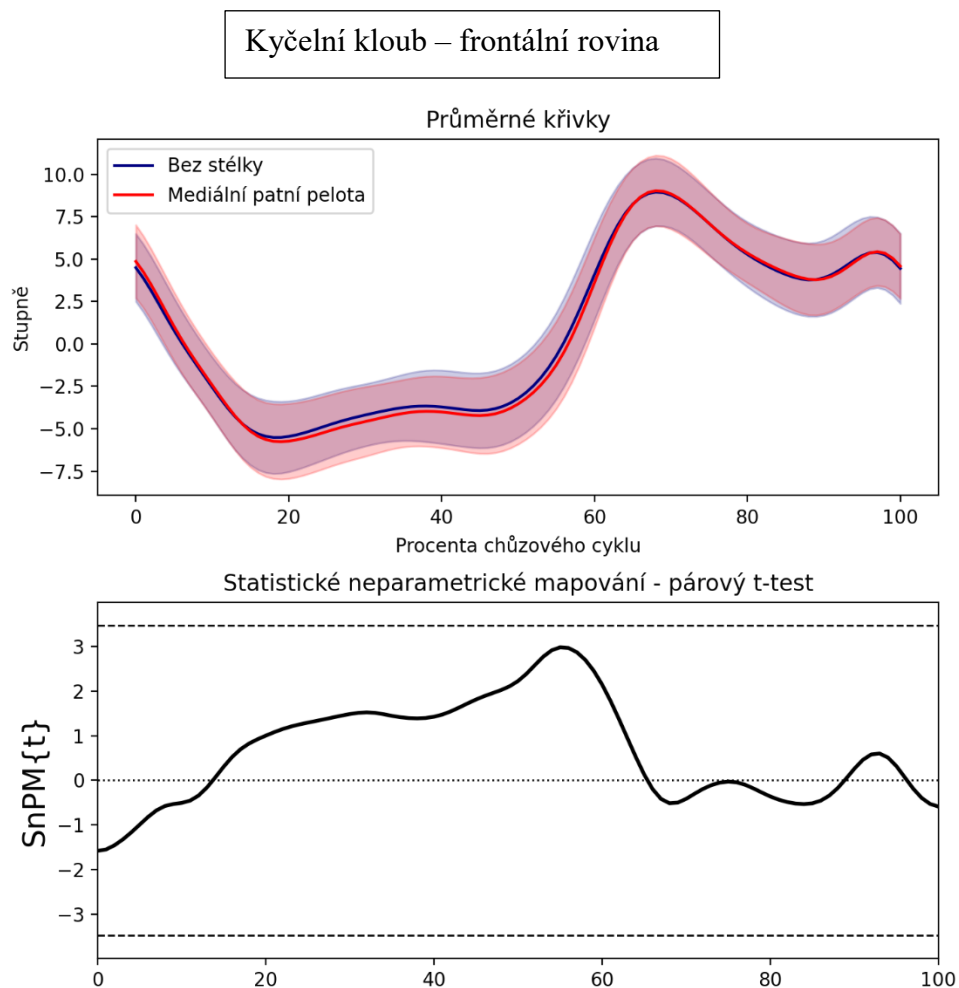 Kyčelní kloub – frontální rovina
Průměrné křivky
Bez stélky
Mediální patní pelota
Stupně
10.0
7.5
5.0
2.5
0.0
−2.5
−5.0
−7.5
0 20 40 60 80 100
Procenta chůzového cyklu
Statistické neparametrické mapování - párový t-test
SnPM{t}
3
2
1
0
−1
−2
−3
0 20 40 60 80 100